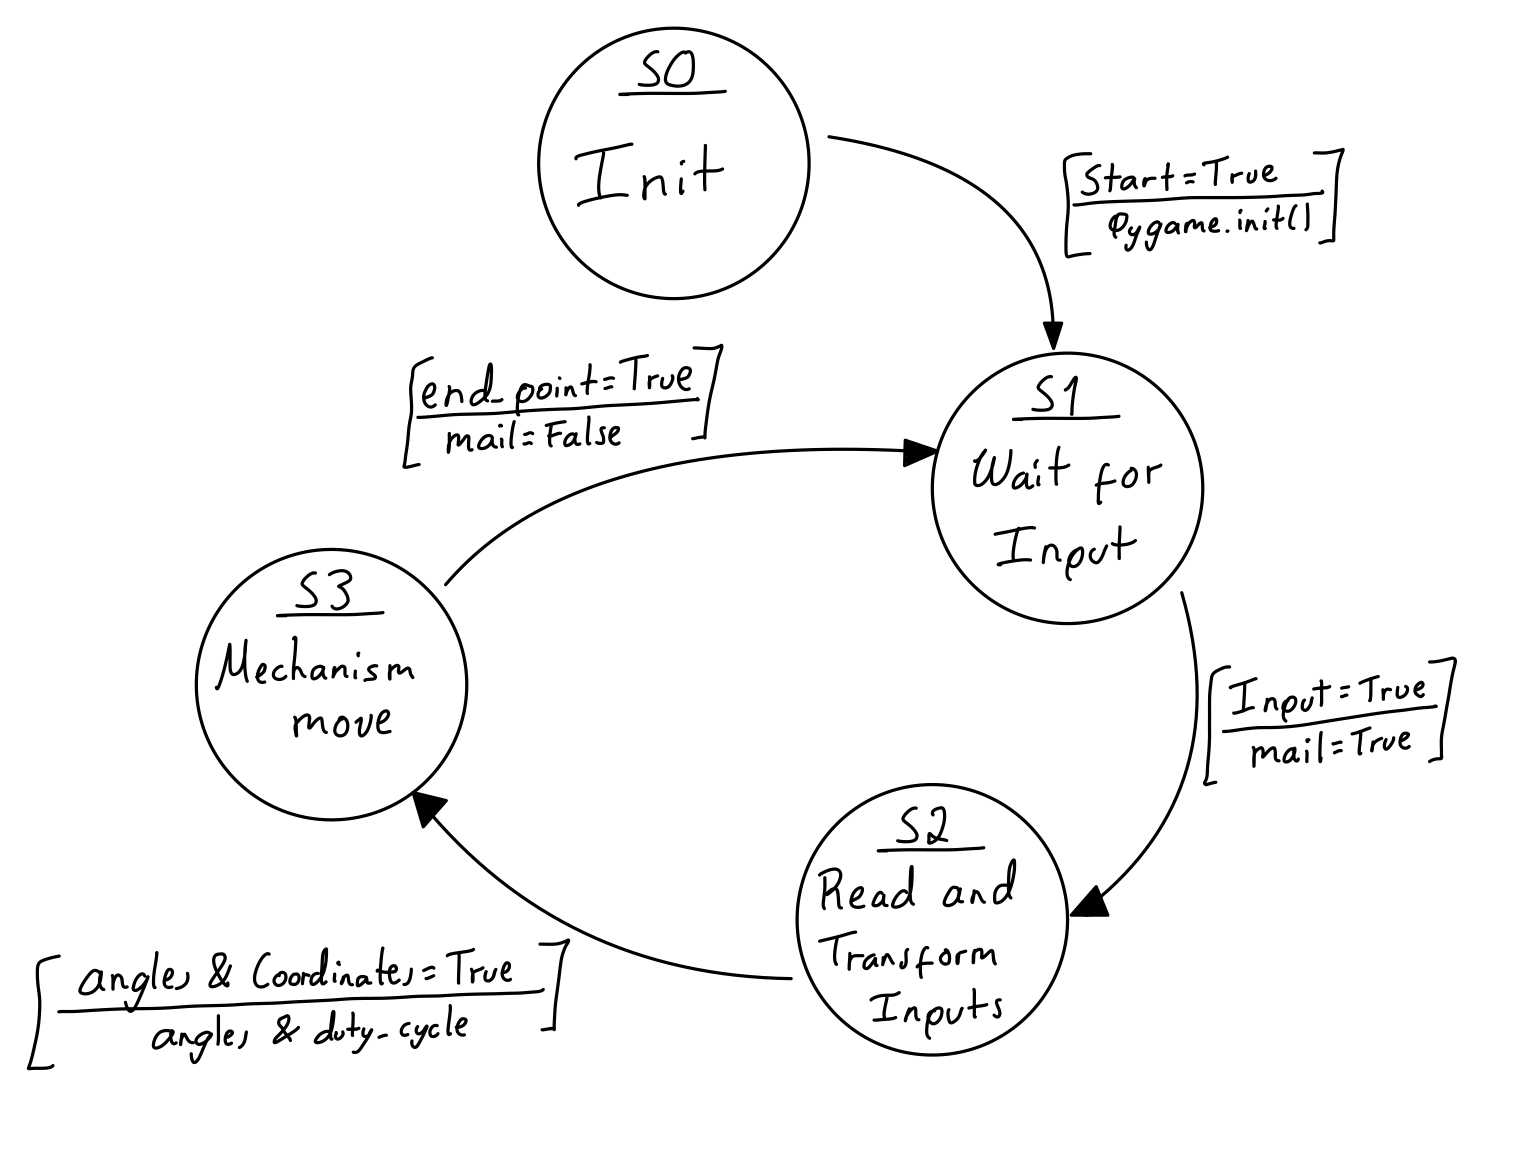 S0
Init
Start=True
Pygame.init()
end_point=True
mail=False
S1
Wait for
Input
S3
Mechanism
move
Input=True
mail=True
S2
Read and
Transform
Inputs
angles & Coordinates=True
angles & duty_cycle